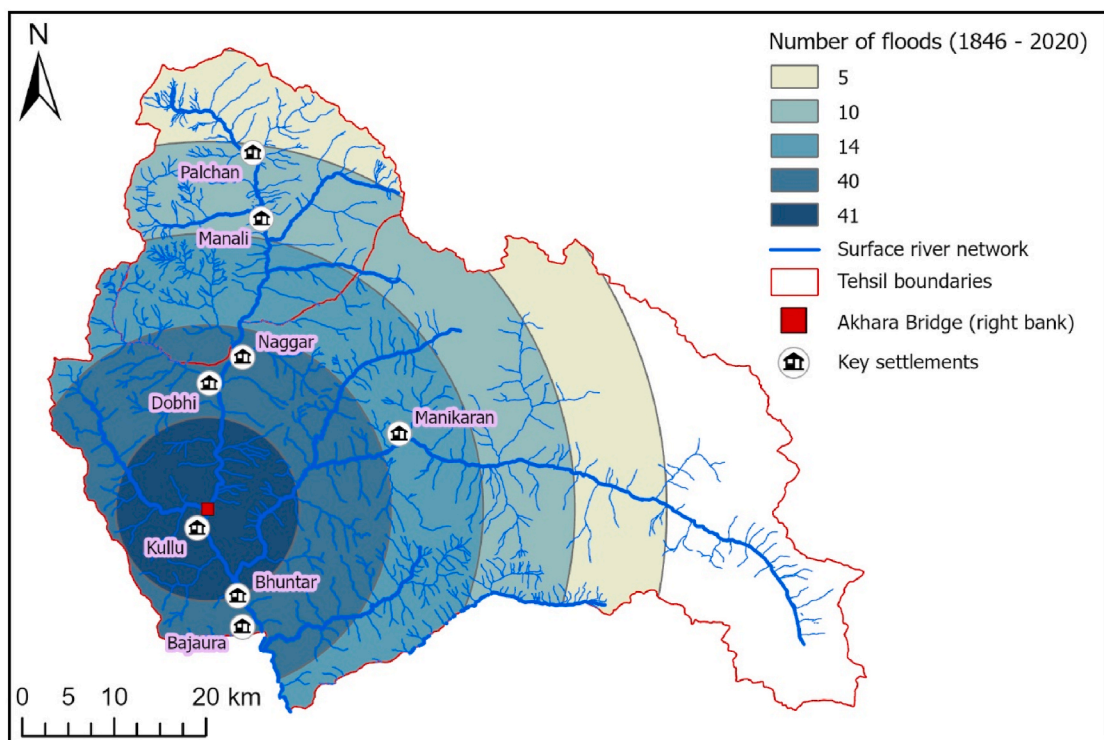 N
Number of floods (1846 - 2020)
5
10
14
40
41
Surface river network
Tehsil boundaries
Akhara Bridge (right bank)
Key settlements
Palchan
Manali
Naggar
Dobhi
Manikaran
Kullu
Bhuntar
Bajaura
0 5 10 20 km